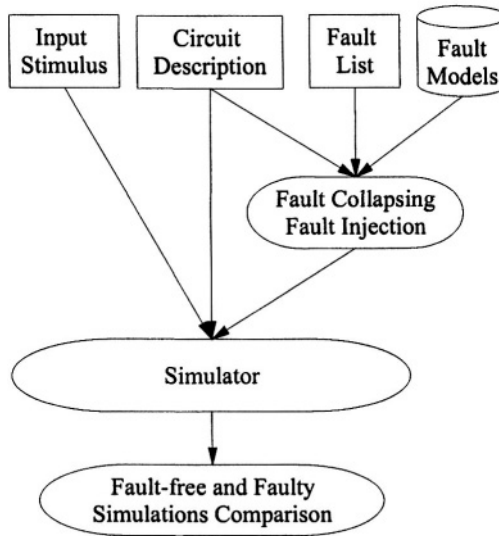 Input
Stimulus
Circuit
Description
Fault
List
Fault
Models
Fault Collapsing
Fault Injection
Simulator
Fault-free and Faulty
Simulations Comparison